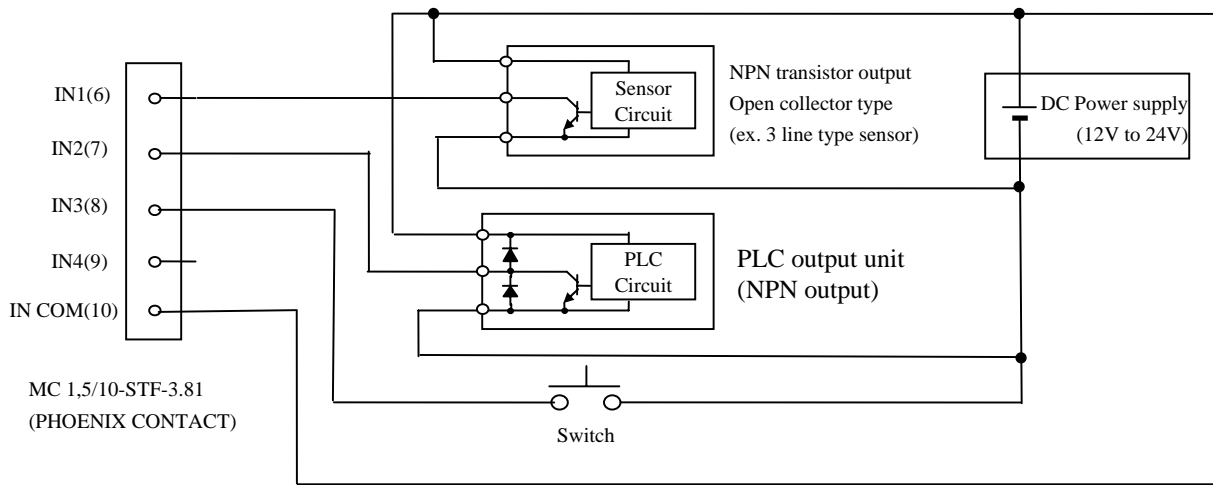 IN1(6)
IN2(7)
IN3(8)
IN4(9)
IN COM(10)
MC 1,5/10-STF-3.81
(PHOENIX CONTACT)
Sensor
Circuit
NPN transistor output
Open collector type
(ex. 3 line type sensor)
DC Power supply
(12V to 24V)
PLC
Circuit
PLC output unit
(NPN output)
Switch